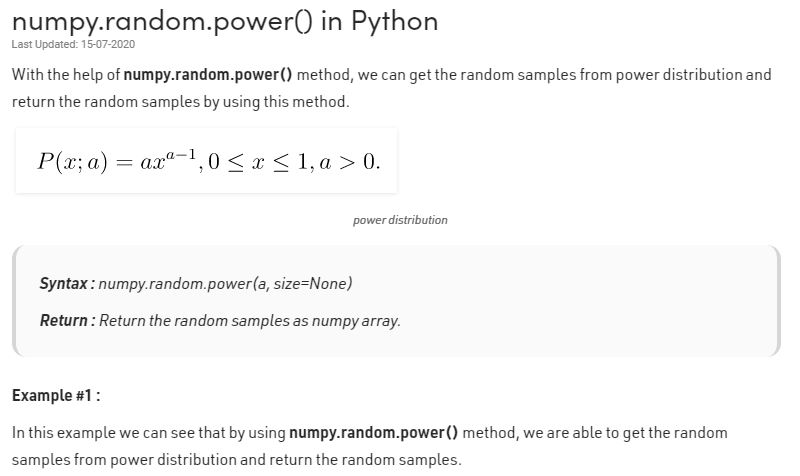 numpy.random.power() in Python
Last Updated: 15-07-2020
With the help of numpy.random.power() method, we can get the random samples from power distribution and
return the random samples by using this method.
P(x; a) = ax^{a−1}, 0 ≤ x ≤ 1, a > 0.
power distribution
Syntax : numpy.random.power(a, size=None)
Return : Return the random samples as numpy array.
Example #1 :
In this example we can see that by using numpy.random.power() method, we are able to get the random
samples from power distribution and return the random samples.